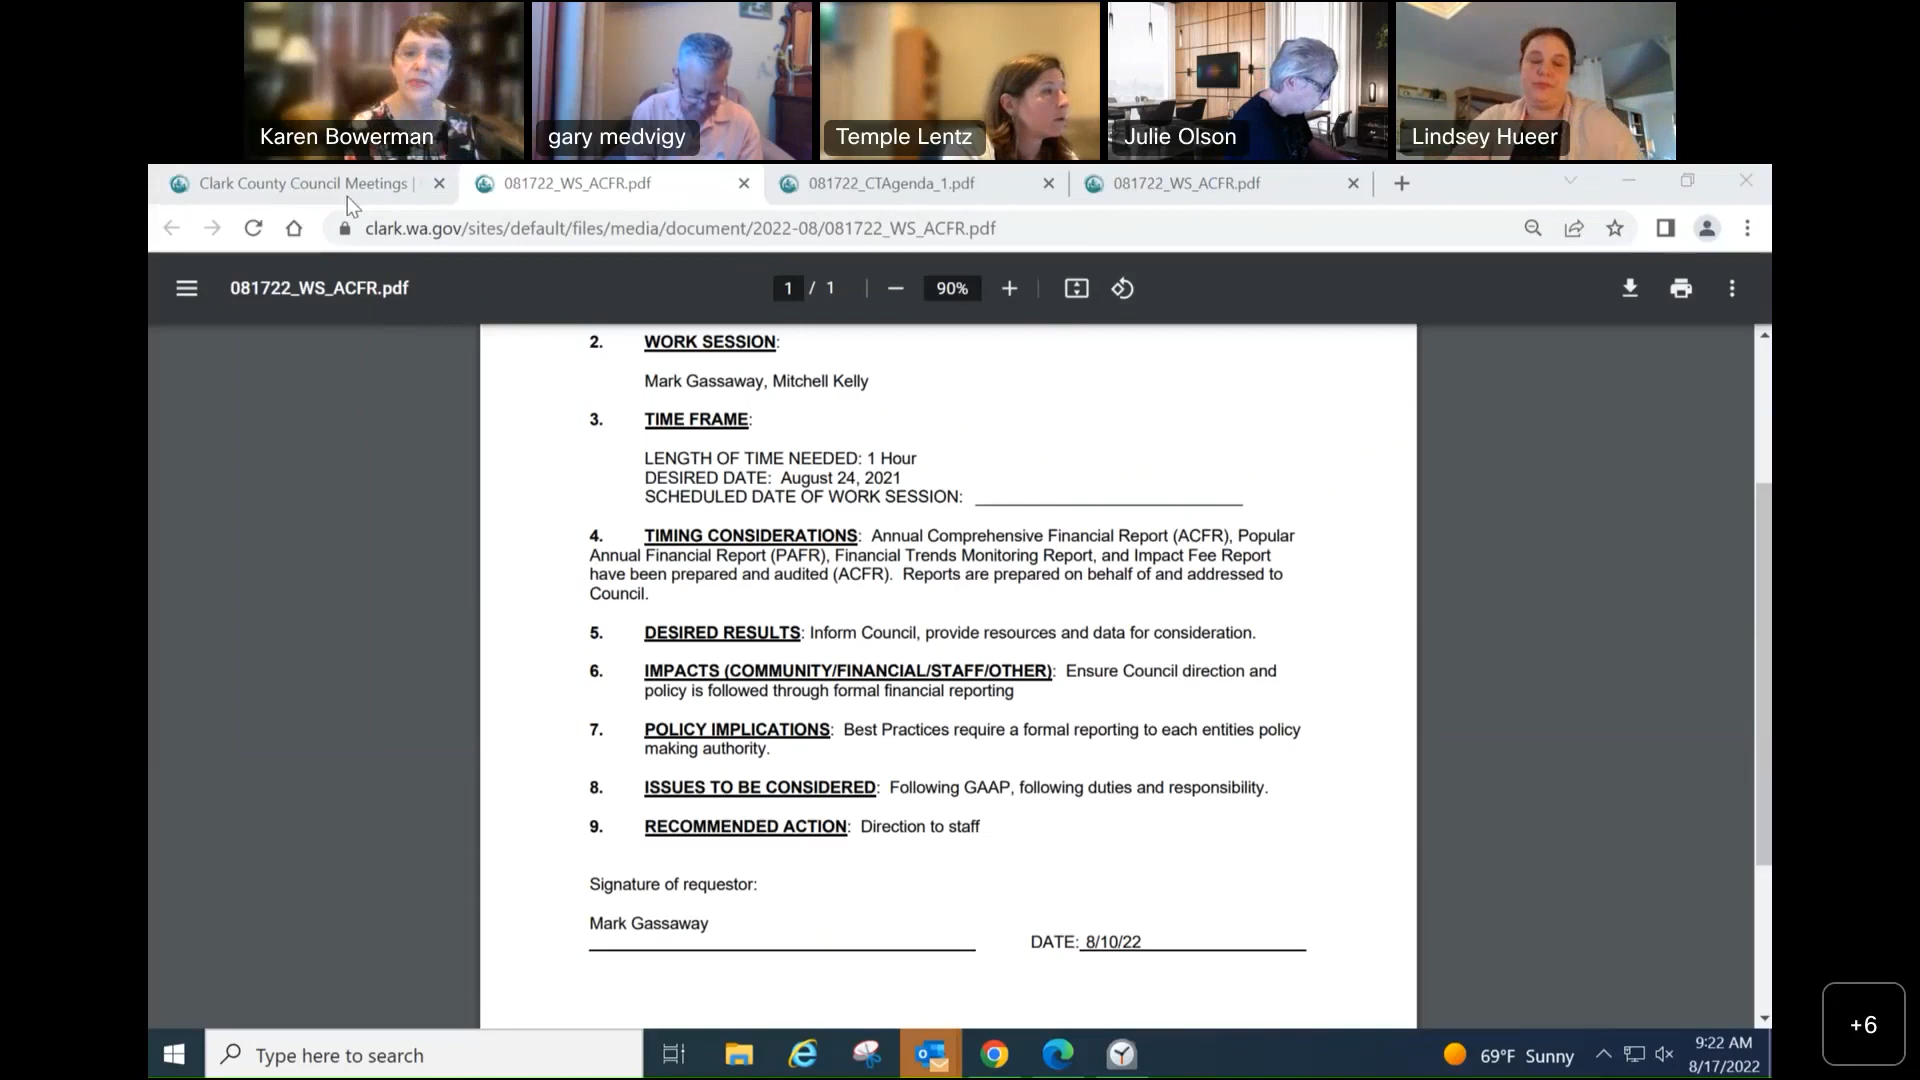 Karen Bowerman
gary medvigy
Temple Lentz
Julie Olson
Lindsey Hueer
Clark County Council Meetings |
081722_WS_ACFR.pdf
081722_CTAgenda_1.pdf
081722_WS_ACFR.pdf
clark.wa.gov/sites/default/files/media/document/2022-08/081722_WS_ACFR.pdf
081722_WS_ACFR.pdf
1 / 1
90%
2. WORK SESSION:
Mark Gassaway, Mitchell Kelly
3. TIME FRAME:
LENGTH OF TIME NEEDED: 1 Hour
DESIRED DATE: August 24, 2021
SCHEDULED DATE OF WORK SESSION:
4. TIMING CONSIDERATIONS: Annual Comprehensive Financial Report (ACFR), Popular
Annual Financial Report (PAFR), Financial Trends Monitoring Report, and Impact Fee Report
have been prepared and audited (ACFR). Reports are prepared on behalf of and addressed to
Council.
5. DESIRED RESULTS: Inform Council, provide resources and data for consideration.
6. IMPACTS (COMMUNITY/FINANCIAL/STAFF/OTHER): Ensure Council direction and
policy is followed through formal financial reporting
7. POLICY IMPLICATIONS: Best Practices require a formal reporting to each entities policy
making authority.
8. ISSUES TO BE CONSIDERED: Following GAAP, following duties and responsibility.
9. RECOMMENDED ACTION: Direction to staff
Signature of requestor:
Mark Gassaway
DATE: 8/10/22
+6
Type here to search
69°F Sunny
9:22 AM
8/17/2022